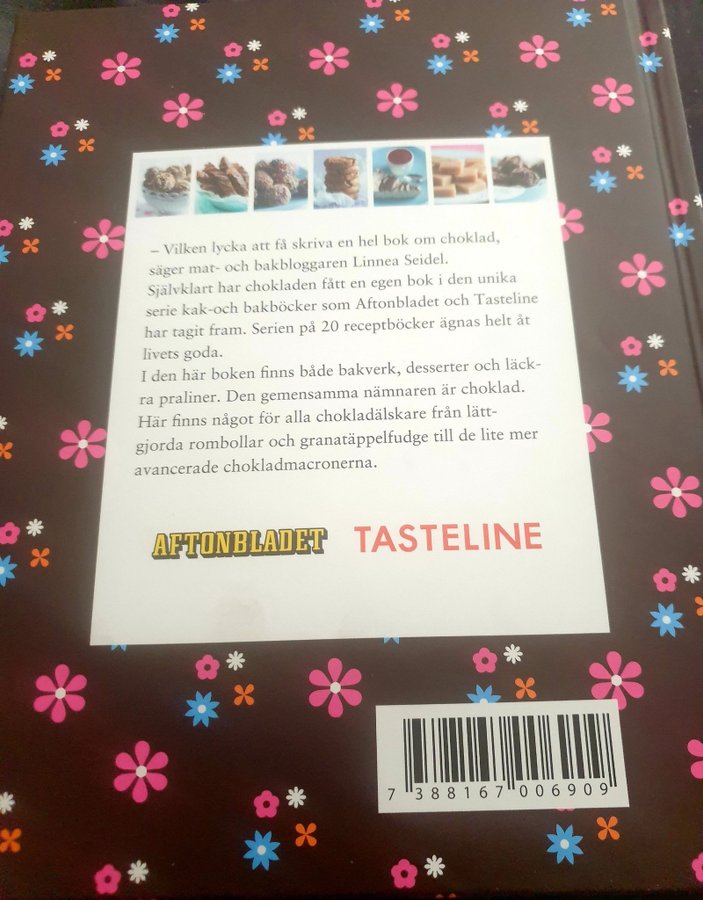 – Vilken lycka att få skriva en hel bok om choklad,
säger mat- och bakbloggaren Linnea Seidel.
Självklart har chokladen fått en egen bok i den unika
serie kak-och bakböcker som Aftonbladet och Tasteline
har tagit fram. Serien på 20 receptböcker ägnas helt åt
livets goda.
I den här boken finns både bakverk, desserter och läck-
ra praliner. Den gemensamma nämnaren är choklad.
Här finns något för alla chokladälskare från lätt-
gjorda rombollar och granatäppelfudge till de lite mer
avancerade chokladmacronerna.
AFTONBLADET TASTELINE
7 388167 006909